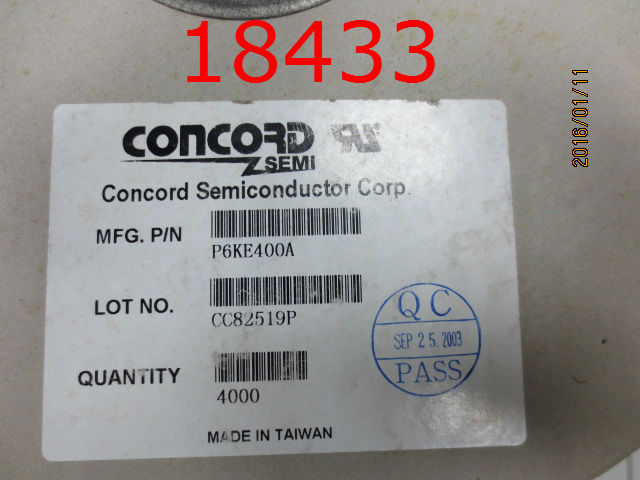 18433
2016/01/11
CONCORD
SEMI
Concord Semiconductor Corp.
MFG. P/N
P6KE400A
LOT NO.
CC82519P
QC
SEP 25. 2003
PASS
QUANTITY
4000
MADE IN TAIWAN